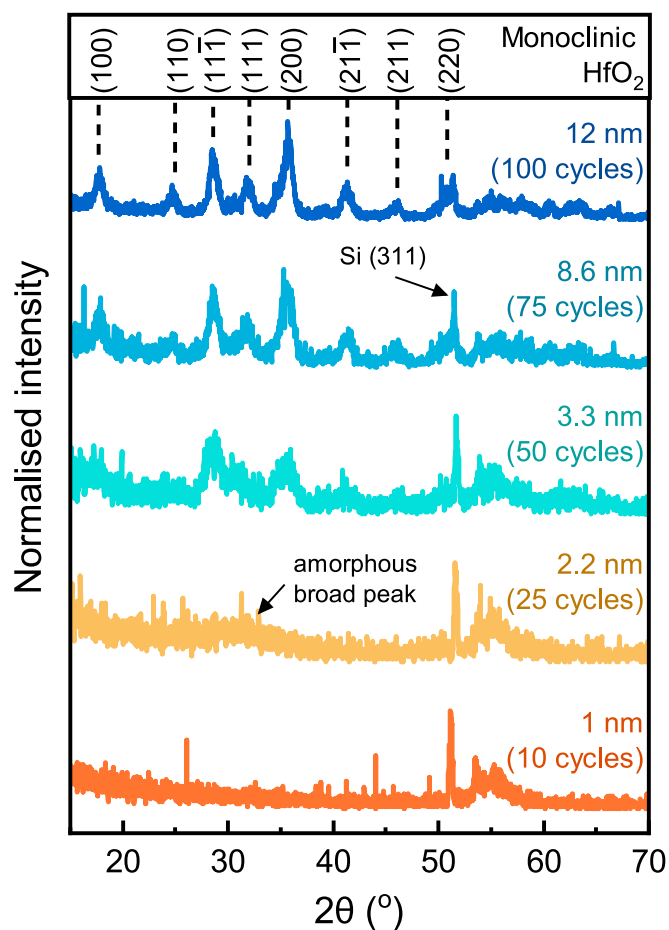 (100)
(110)
(1̅11)
(111)
(200)
(2̅11)
(211)
(220)
Monoclinic
HfO₂
12 nm
(100 cycles)
Si (311)
8.6 nm
(75 cycles)
3.3 nm
(50 cycles)
amorphous
broad peak
2.2 nm
(25 cycles)
1 nm
(10 cycles)
Normalised intensity
20 30 40 50 60 70
2θ (°)